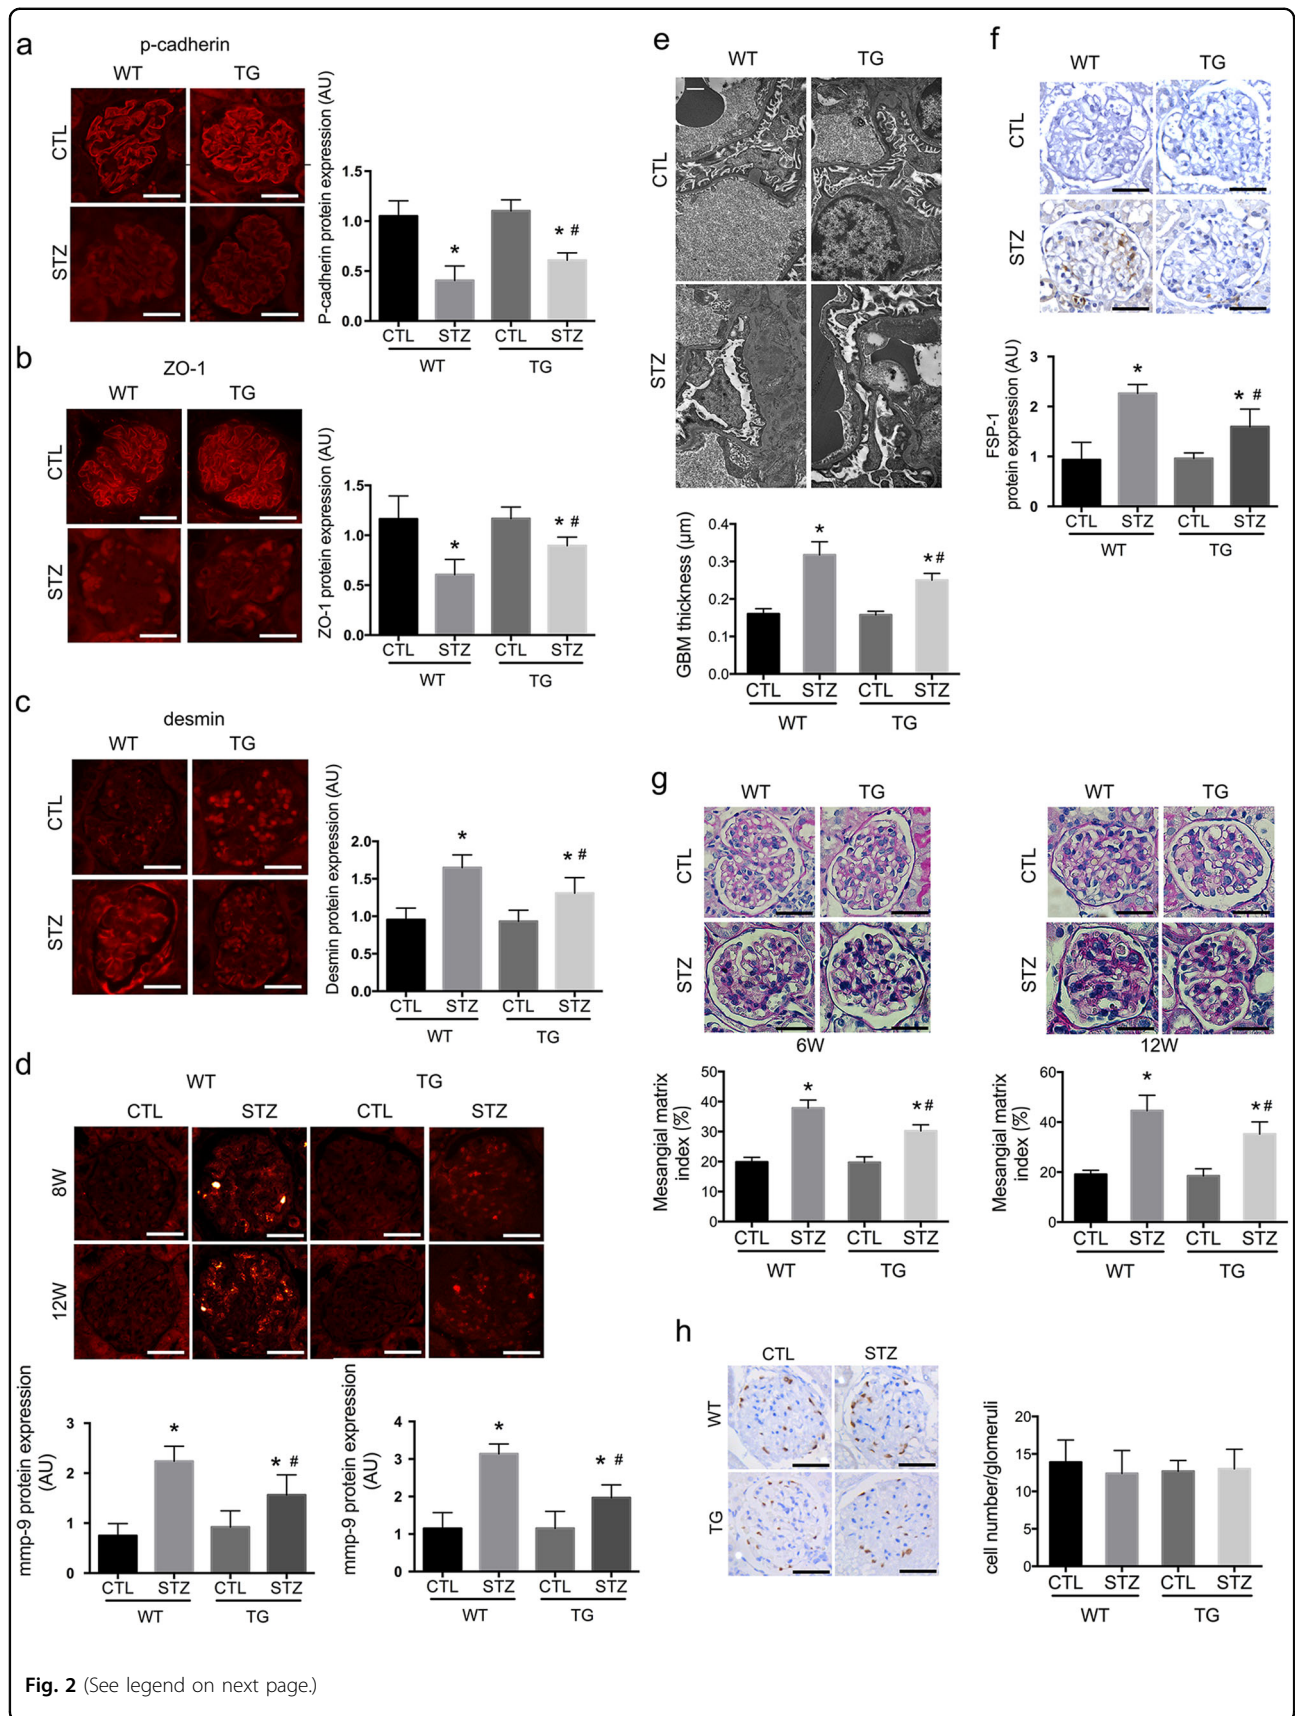 a
p-cadherin
WT TG
CTL
STZ
P-cadherin protein expression (AU)
1.5
1.0
0.5
0.0
* * #
CTL STZ CTL STZ
WT TG
b
ZO-1
WT TG
CTL
STZ
ZO-1 protein expression (AU)
1.5
1.0
0.5
0.0
* * #
CTL STZ CTL STZ
WT TG
c
desmin
WT TG
CTL
STZ
Desmin protein expression (AU)
2.0
1.5
1.0
0.5
0.0
* * #
CTL STZ CTL STZ
WT TG
d
WT TG
CTL STZ CTL STZ
8W
12W
mmp-9 protein expression
(AU)
3
2
1
0
* * #
CTL STZ CTL STZ
WT TG
mmp-9 protein expression
(AU)
4
3
2
1
0
* * #
CTL STZ CTL STZ
WT TG
e
WT TG
CTL
STZ
GBM thickness (μm)
0.4
0.3
0.2
0.1
0.0
* *#
CTL STZ CTL STZ
WT TG
f
WT TG
CTL
STZ
FSP-1
protein expression (AU)
3
2
1
0
* * #
CTL STZ CTL STZ
WT TG
g
WT TG
CTL
STZ
6W
WT TG
CTL
STZ
12W
Mesangial matrix
index (%)
50
40
30
20
10
0
* *#
CTL STZ CTL STZ
WT TG
Mesangial matrix
index (%)
60
40
20
0
* *#
CTL STZ CTL STZ
WT TG
h
CTL STZ
WT
TG
cell number/glomeruli
20
15
10
5
0
CTL STZ CTL STZ
WT TG
Fig. 2 (See legend on next page.)